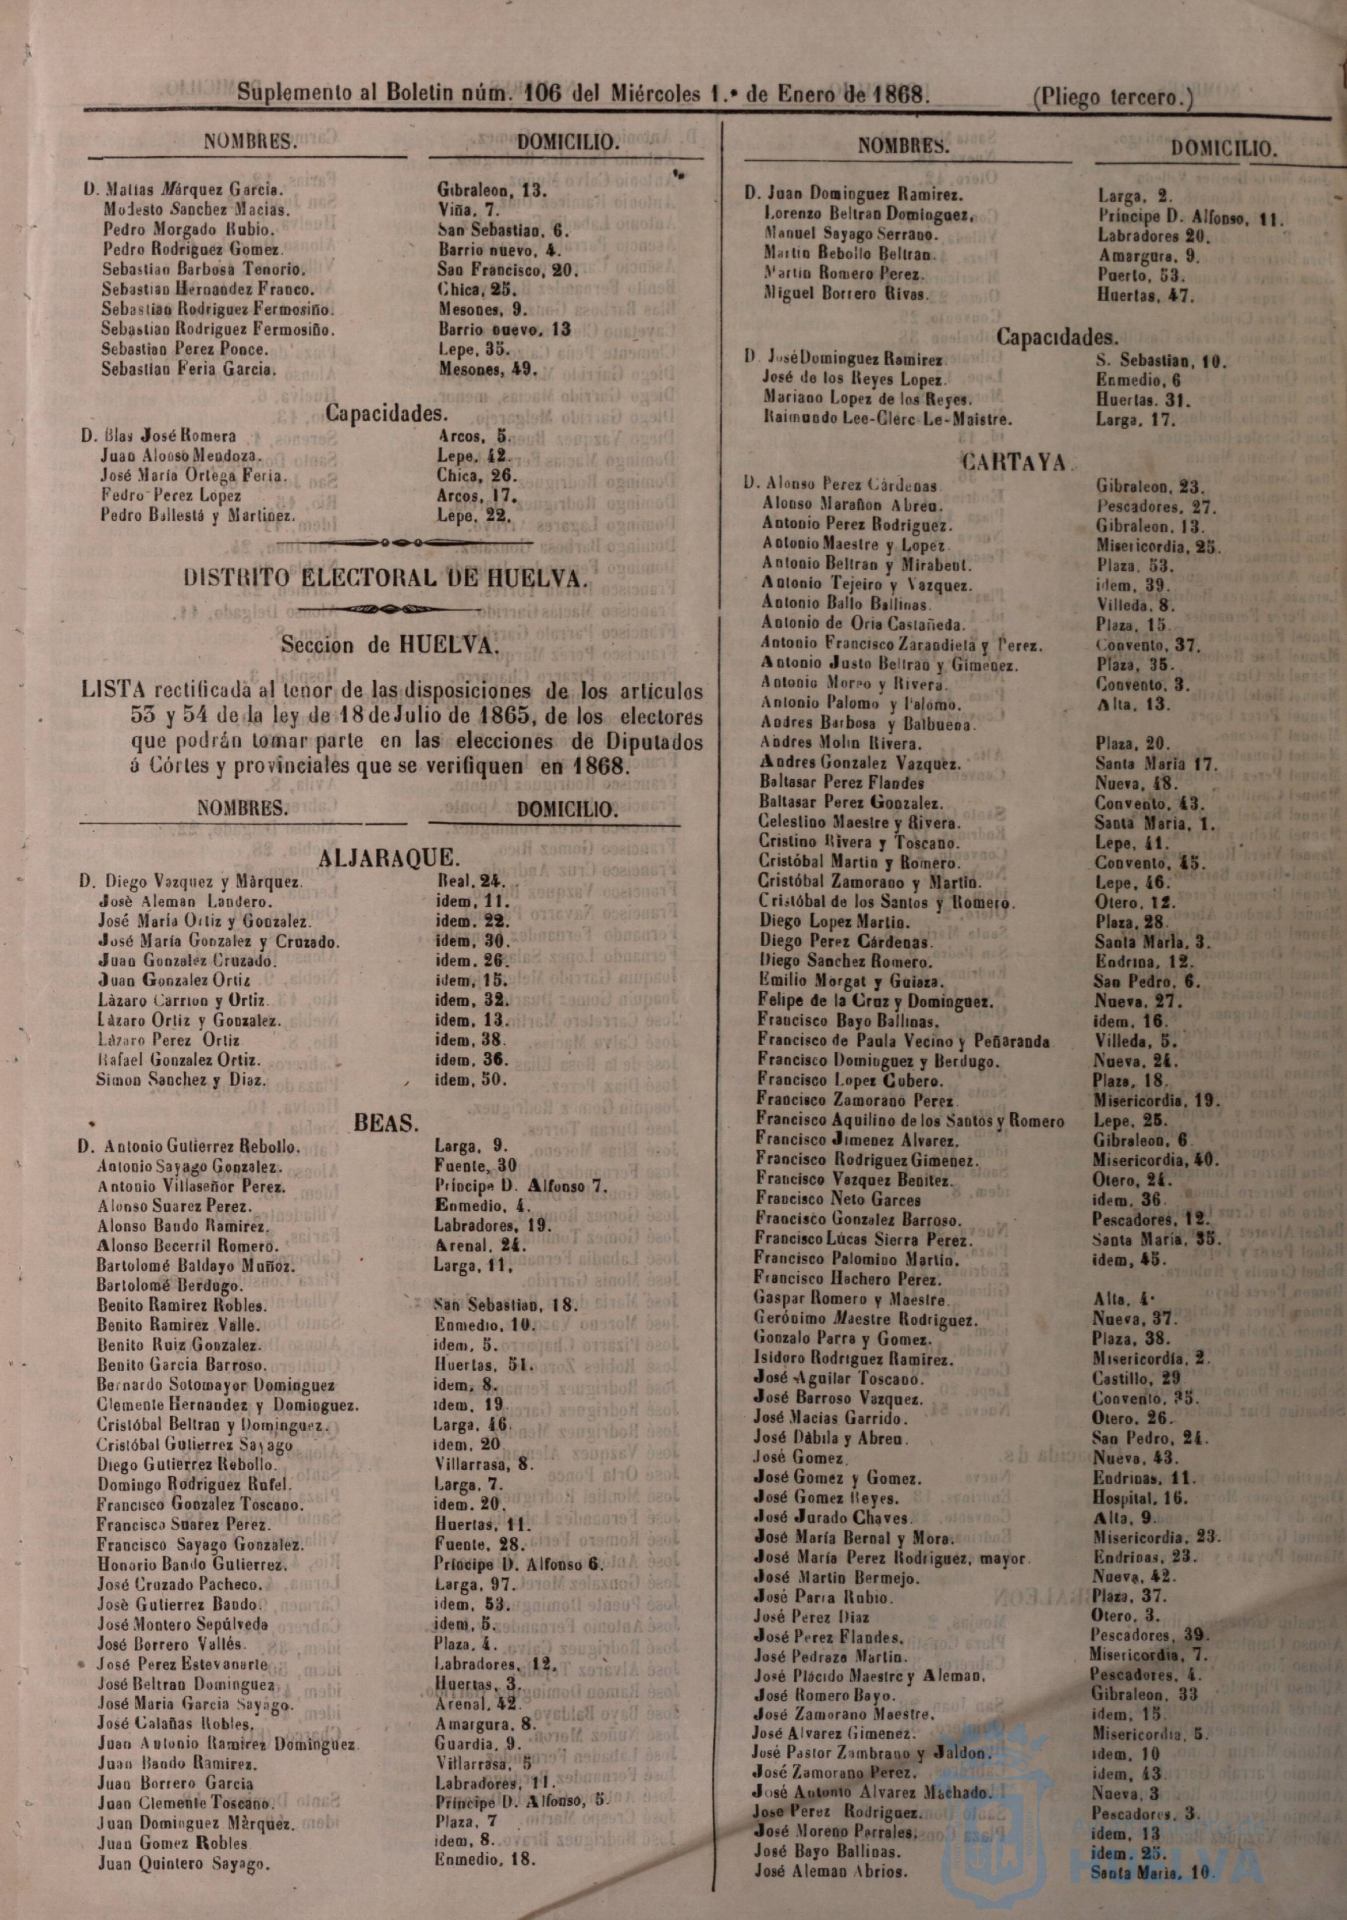 Suplemento al Boletin núm. 106 del Miércoles 1.º de Enero de 1868. (Pliego tercero.)
NOMBRES. DOMICILIO.
D. Matias Márquez Garcia. Gibraleon, 13.
Modesto Sanchez Macias. Viña, 7.
Pedro Morgado Rubio. San Sebastian, 6.
Pedro Rodriguez Gomez. Barrio nuevo, 4.
Sebastian Barbosa Tenorio. San Francisco, 20.
Sebastian Hernandez Franco. Chica, 25.
Sebastian Rodriguez Fermosiño. Mesones, 9.
Sebastian Rodriguez Fermosiño. Barrio nuevo, 13
Sebastian Perez Ponce. Lepe, 35.
Sebastian Feria Garcia. Mesones, 49.
Capacidades.
D. Blas José Romera Arcos, 5.
Juan Alonso Mendoza. Lepe, 42.
José María Ortega Feria. Chica, 26.
Pedro Perez Lopez Arcos, 17.
Pedro Ballestá y Martinez. Lepe, 22.
DISTRITO ELECTORAL DE HUELVA.
Seccion de HUELVA.
LISTA rectificada al tenor de las disposiciones de los artículos
53 y 54 de la ley de 18 de Julio de 1865, de los electores
que podrán tomar parte en las elecciones de Diputados
á Córtes y provinciales que se verifiquen en 1868.
NOMBRES. DOMICILIO.
ALJARAQUE.
D. Diego Vazquez y Màrquez. Real, 24.
Josè Aleman Landero. idem, 11.
José María Ortiz y Gonzalez. idem. 22.
José María Gonzalez y Cruzado. idem, 30.
Juan Gonzalez Cruzado. idem. 26.
Juan Gonzalez Ortiz idem, 15.
Làzaro Carrion y Ortiz. idem, 32.
Làzaro Ortiz y Gonzalez. idem, 13.
Làzaro Perez Ortiz idem, 38.
Rafael Gonzalez Ortiz. idem, 36.
Simon Sanchez y Diaz. idem, 50.
BEAS.
D. Antonio Gutierrez Rebollo. Larga, 9.
Antonio Sayago Gonzalez. Fuente, 30
Antonio Villaseñor Perez. Príncipe D. Alfonso 7.
Alonso Suarez Perez. Enmedio, 4.
Alonso Bando Ramirez. Labradores, 19.
Alonso Becerril Romero. Arenal, 24.
Bartolomé Baldayo Muñoz. Larga, 11.
Bartolomé Berdugo.
Benito Ramirez Robles. San Sebastian, 18.
Benito Ramirez Valle. Enmedio, 10.
Benito Ruiz Gonzalez. idem, 5.
Benito Garcia Barroso. Huertas, 51.
Bernardo Sotomayor Dominguez idem, 8.
Clemente Hernandez y Dominguez. idem, 19.
Cristóbal Beltran y Dominguez. Larga, 46.
Cristóbal Gutierrez Sayago idem, 20
Diego Gutierrez Rebollo. Villarrasa, 8.
Domingo Rodriguez Rafel. Larga, 7.
Francisco Gonzalez Toscano. idem. 20.
Francisco Suarez Perez. Huertas, 11.
Francisco Sayago Gonzalez. Fuente, 28.
Honorio Bando Gutierrez. Príncipe D. Alfonso 6.
José Cruzado Pacheco. Larga, 97.
Josè Gutierrez Bando. idem, 53.
José Montero Sepúlveda idem, 5.
José Borrero Vallés. Plaza, 4.
José Perez Estevanarte Labradores, 12.
José Beltran Dominguez Huertas, 3.
José María Garcia Sayago. Arenal, 42.
José Calañas Robles. Amargura, 8.
Juan Antonio Ramirez Dominguez. Guardia, 9.
Juan Bando Ramirez. Villarrasa, 5
Juan Borrero Garcia Labradores, 11.
Juan Clemente Toscano. Príncipe D. Alfonso, 5.
Juan Dominguez Màrquez. Plaza, 7
Juan Gomez Robles idem, 8.
Juan Quintero Sayago. Enmedio, 18.
NOMBRES. DOMICILIO.
D. Juan Dominguez Ramirez. Larga, 2.
Lorenzo Beltran Dominguez, Príncipe D. Alfonso, 11.
Manuel Sayago Serrano. Labradores 20.
Martin Rebollo Beltran. Amargura, 9.
Martin Romero Perez. Puerto, 53.
Miguel Borrero Rivas. Huertas, 47.
Capacidades.
D. José Dominguez Ramirez S. Sebastian, 10.
José de los Reyes Lopez. Enmedio, 6
Mariano Lopez de los Reyes. Huertas. 31.
Raimundo Lee-Clerc Le-Maistre. Larga, 17.
CARTAYA.
D. Alonso Perez Cárdenas Gibraleon, 23.
Alonso Marañon Abreu. Pescadores, 27.
Antonio Perez Rodriguez. Gibraleon, 13.
Antonio Maestre y Lopez Misericordia, 25.
Antonio Beltran y Mirabent. Plaza, 53.
Antonio Tejeiro y Vazquez. idem, 39.
Antonio Ballo Ballinas. Villeda, 8.
Antonio de Oria Castañeda. Plaza, 15.
Antonio Francisco Zarandieta y Perez. Convento, 37.
Antonio Justo Beltran y Gimenez. Plaza, 35.
Antonio Moreo y Rivera. Convento, 3.
Antonio Palomo y Palomo. Alta, 13.
Andres Barbosa y Balbuena.
Andres Molin Rivera. Plaza, 20.
Andres Gonzalez Vazquez. Santa Maria 17.
Baltasar Perez Flandes Nueva, 48.
Baltasar Perez Gonzalez. Convento, 43.
Celestino Maestre y Rivera. Santa Maria, 1.
Cristino Rivera y Toscano. Lepe, 41.
Cristóbal Martin y Romero. Convento, 45.
Cristóbal Zamorano y Martin. Lepe, 46.
Cristóbal de los Santos y Romero. Otero, 12.
Diego Lopez Martin. Plaza, 28.
Diego Perez Cárdenas. Santa Maria, 3.
Diego Sanchez Romero. Endrina, 12.
Emilio Morgat y Guiaza. San Pedro, 6.
Felipe de la Cruz y Dominguez. Nueva, 27.
Francisco Bayo Ballinas. idem. 16.
Francisco de Paula Vecino y Peñaranda Villeda, 5.
Francisco Dominguez y Berdugo. Nueva, 24.
Francisco Lopez Cubero. Plaza, 18.
Francisco Zamorano Perez Misericordia, 19.
Francisco Aquilino de los Santos y Romero Lepe, 25.
Francisco Jimenez Alvarez. Gibraleon, 6
Francisco Rodriguez Gimenez. Misericordia, 40.
Francisco Vazquez Benitez. Otero, 24.
Francisco Neto Garces idem, 36
Francisco Gonzalez Barroso. Pescadores, 12.
Francisco Lúcas Sierra Perez. Santa María, 35.
Francisco Palomino Martin. idem, 45.
Francisco Hachero Perez.
Gaspar Romero y Maestre. Alta, 4.
Gerónimo Maestre Rodriguez. Nueva, 37.
Gonzalo Parra y Gomez. Plaza, 38.
Isidoro Rodriguez Ramirez. Misericordia, 2.
José Aguilar Toscano. Castillo, 29
José Barroso Vazquez. Convento, 35.
José Macias Garrido. Otero, 26.
José Dàbila y Abreu. San Pedro, 24.
José Gomez. Nueva, 43.
José Gomez y Gomez. Endrinas, 11.
José Gomez Reyes. Hospital, 16.
José Jurado Chaves. Alta, 9.
José María Bernal y Mora. Misericordia, 23.
José María Perez Rodriguez, mayor. Endrinas, 23.
José Martin Bermejo. Nueva, 42.
José Parra Rubio. Plaza, 37.
José Perez Diaz Otero, 3.
José Perez Flandes. Pescadores, 39.
José Pedraza Martin. Misericordia, 7.
José Plácido Maestre y Aleman. Pescadores, 4.
José Romero Bayo. Gibraleon, 33
José Zamorano Maestre. idem, 15.
José Alvarez Gimenez. Misericordia, 5.
José Pastor Zambrano y Jaldon. idem, 10
José Zamorano Perez. idem, 43
José Antonio Alvarez Machado. Nueva, 3
Jose Perez Rodriguez. Pescadores, 3.
José Moreno Parrales. idem, 13
José Bayo Ballinas. idem. 25.
José Aleman Abrios. Santa Maria, 10.
HUELVA